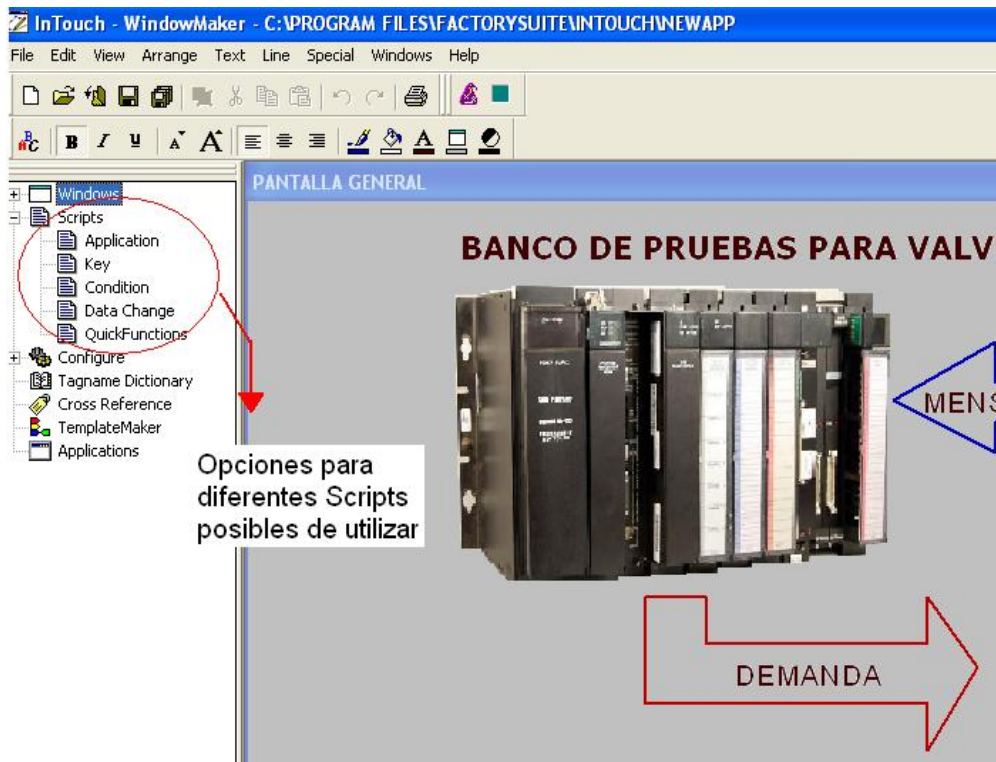 InTouch - WindowMaker - C:\PROGRAM FILES\FACTORYSUITE\INTOUCH\NEWAPP
File Edit View Arrange Text Line Special Windows Help
B I U A A A
PANTALLA GENERAL
Windows
Scripts
Application
Key
Condition
Data Change
QuickFunctions
Configure
Tagname Dictionary
Cross Reference
TemplateMaker
Applications
Opciones para
diferentes Scripts
posibles de utilizar
BANCO DE PRUEBAS PARA VALV
MENS
DEMANDA